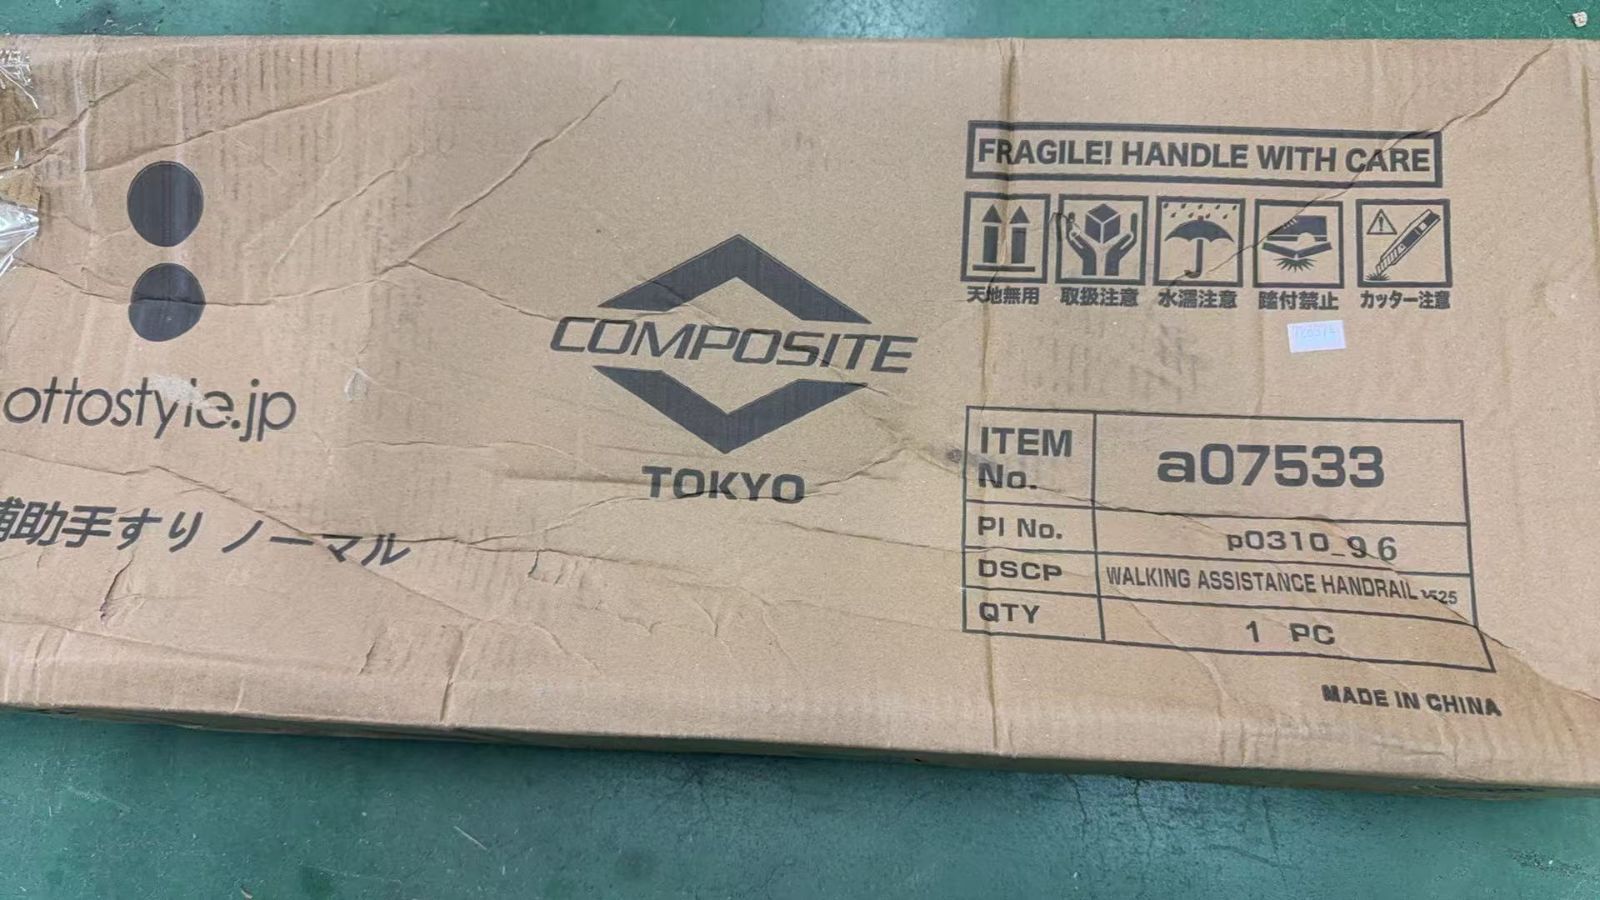 ottostyle.jp
補助手すり ノーマル
COMPOSITE
TOKYO
FRAGILE! HANDLE WITH CARE
天地無用 取扱注意 水濡注意 踏付禁止 カッター注意
ITEM No. a07533
PI No. p0310_96
DSCP WALKING ASSISTANCE HANDRAIL
QTY 1 PC
MADE IN CHINA